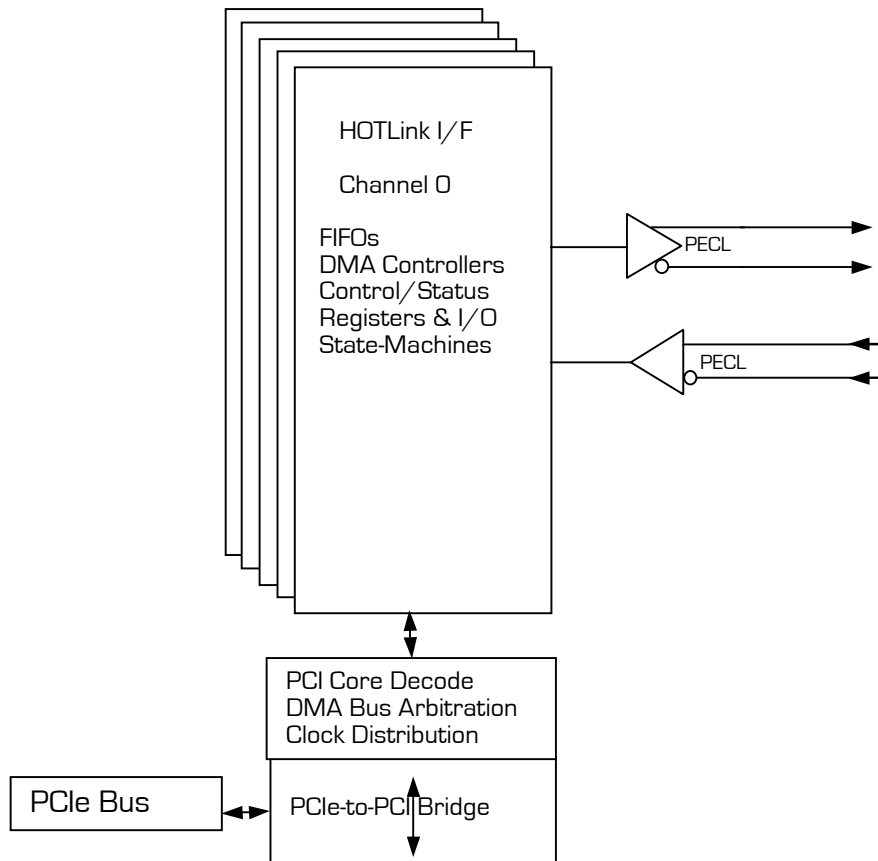 HOTLink I/F
Channel 0
FIFOs
DMA Controllers
Control/Status
Registers & I/O
State-Machines
PECL
PECL
PCI Core Decode
DMA Bus Arbitration
Clock Distribution
PCIe Bus
PCIe-to-PCI Bridge